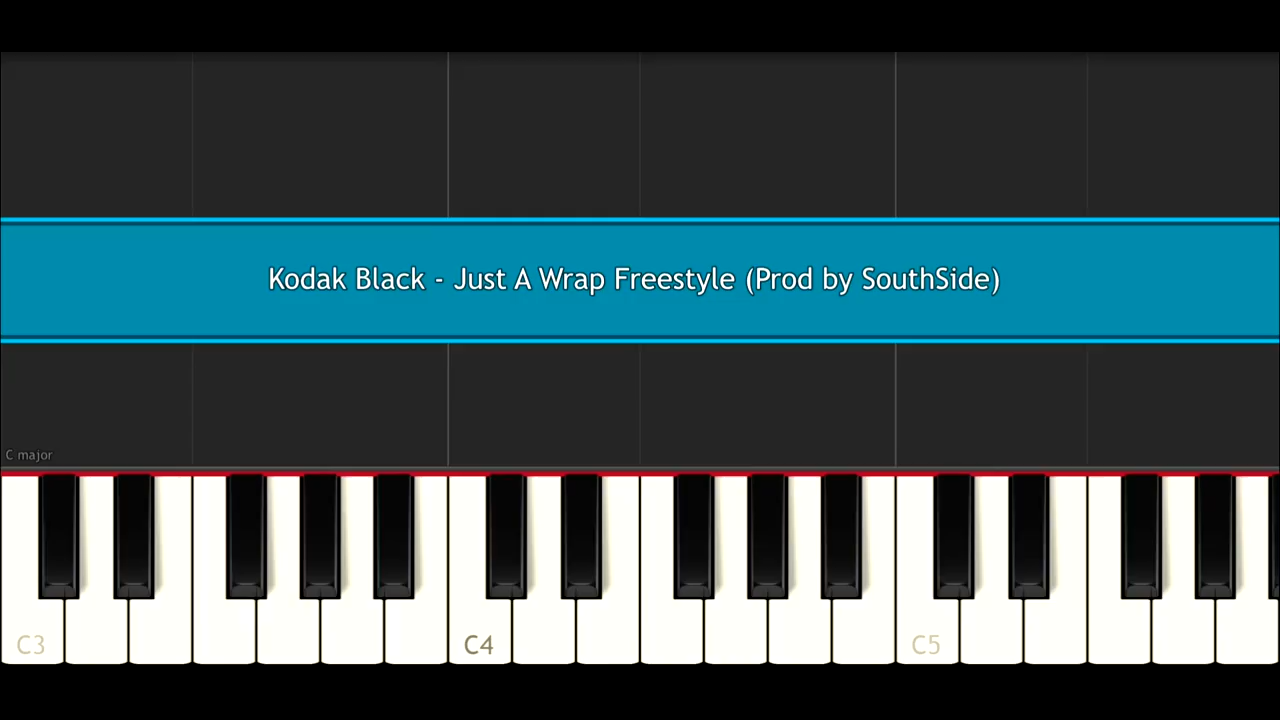 Kodak Black - Just A Wrap Freestyle (Prod by SouthSide)
C major
C3 C4 C5